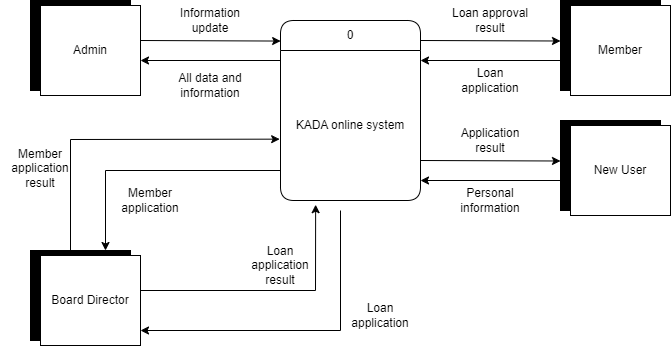 Information
update
Loan approval
result
0
Admin
Member
All data and
information
Loan
application
KADA online system
Application
result
New User
Member
application
result
Member
application
Personal
information
Loan
application
result
Board Director
Loan
application